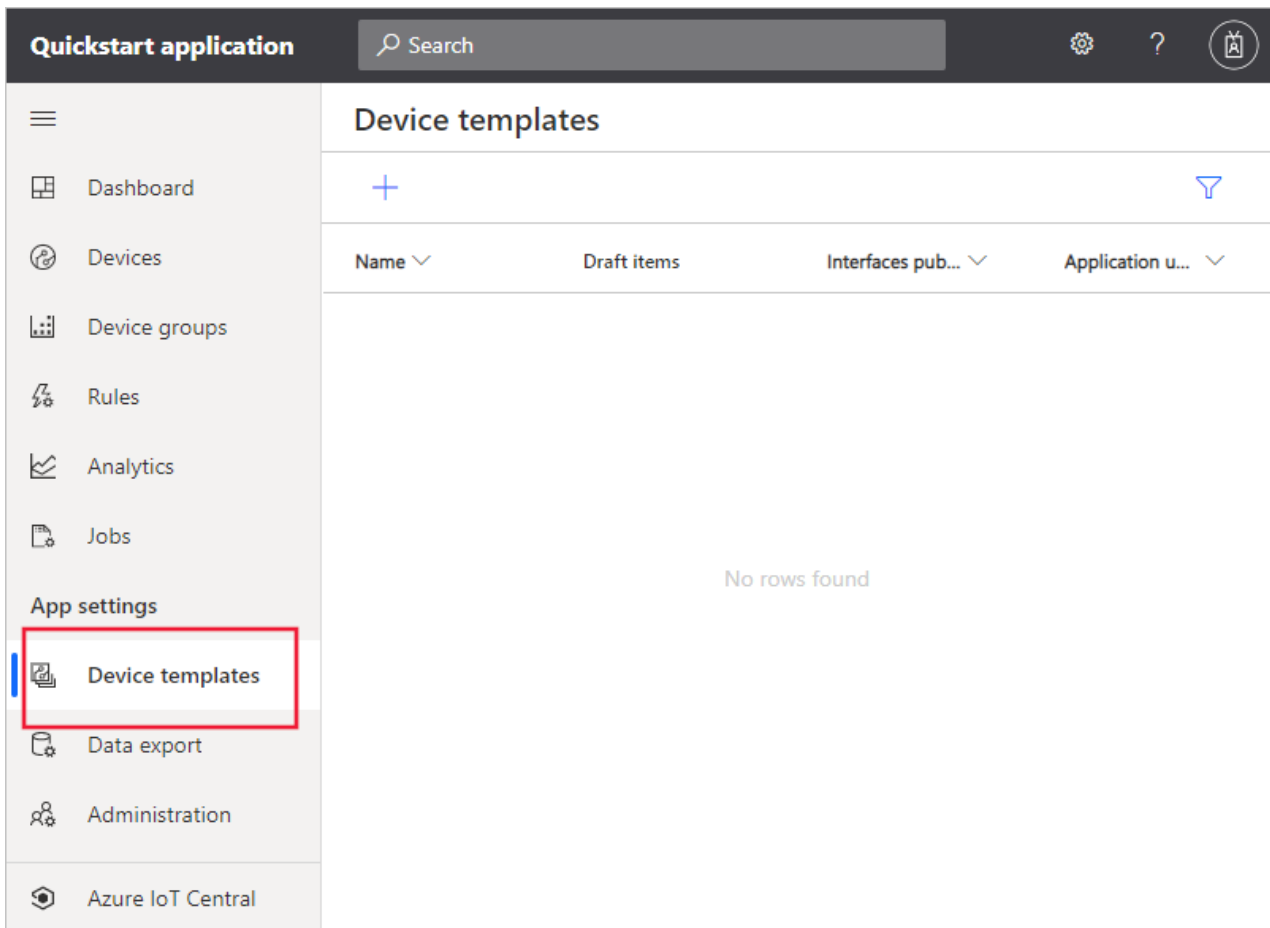 Quickstart application
Search
?
Device templates
Dashboard
Devices
Name
Draft items
Interfaces pub...
Application u...
Device groups
Rules
Analytics
Jobs
No rows found
App settings
Device templates
Data export
Administration
Azure IoT Central